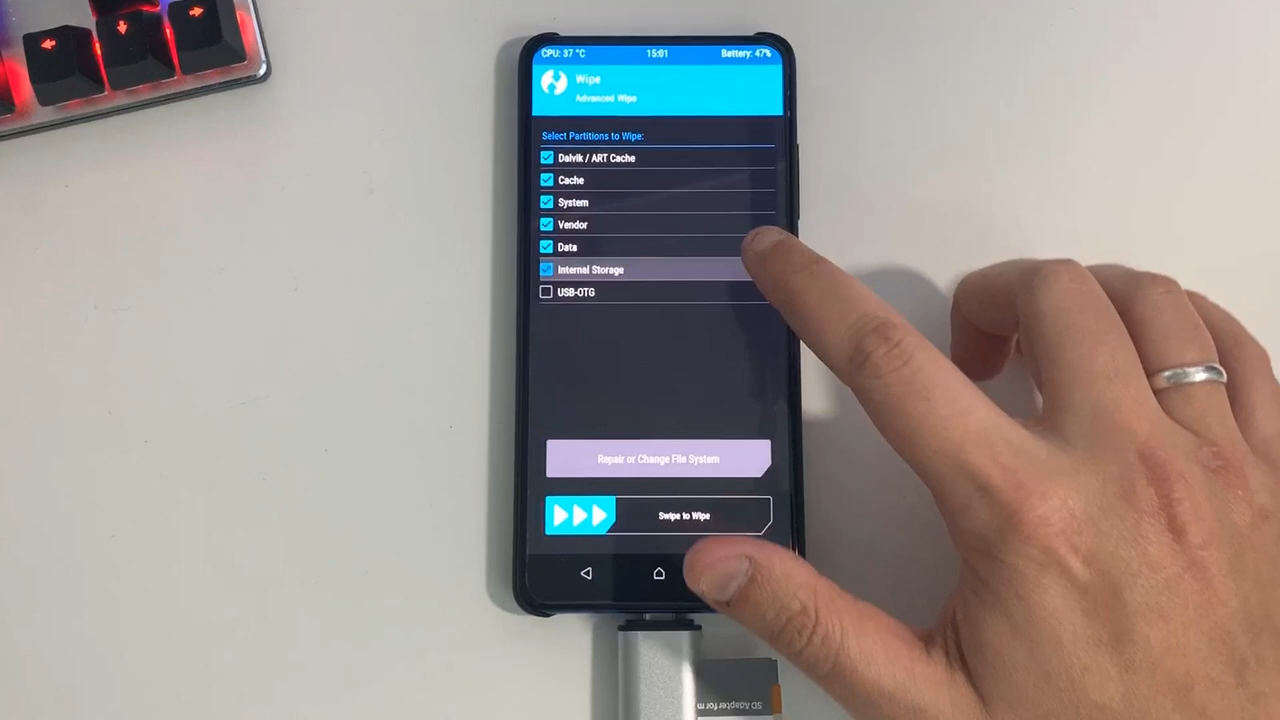 CPU: 37 °C 15:01 Battery: 47%
Wipe
Advanced Wipe
Select Partitions to Wipe:
Dalvik / ART Cache
Cache
System
Vendor
Data
Internal Storage
USB-OTG
Repair or Change File System
Swipe to Wipe
SD Adapter for m